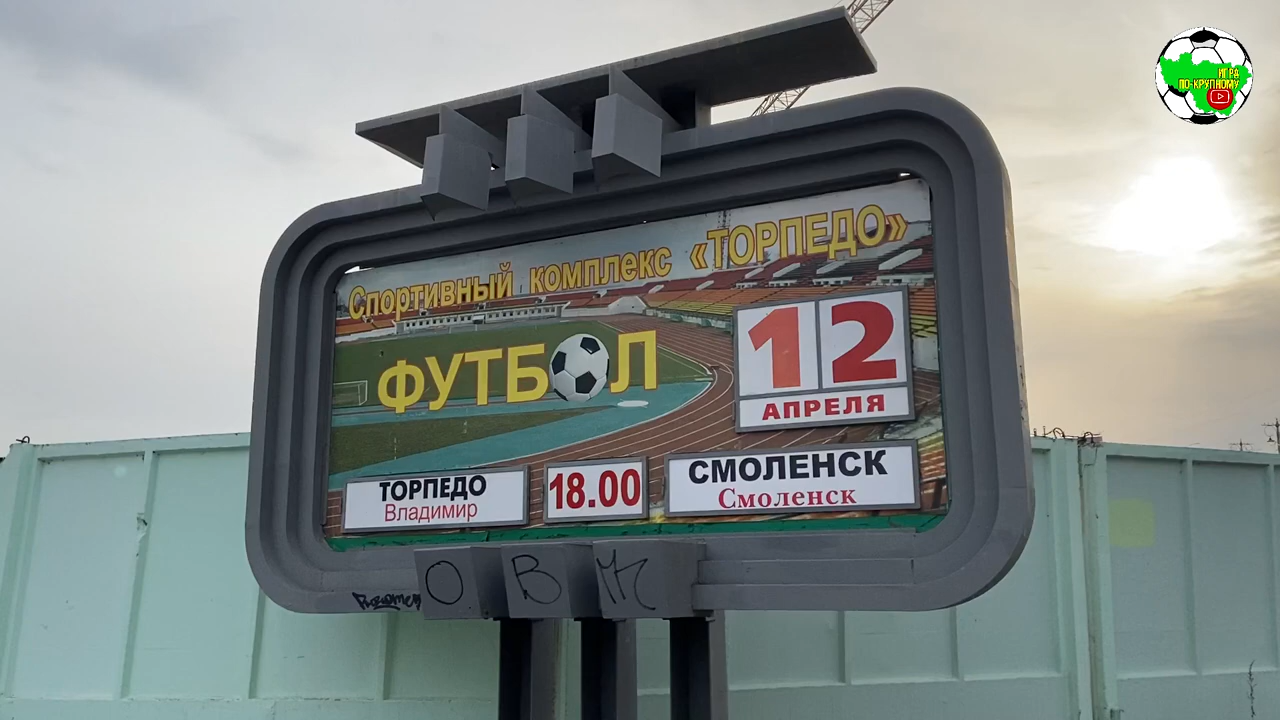 ИГРА
ПО-КРУПНОМУ
Спортивный комплекс «ТОРПЕДО»
ФУТБОЛ
12
АПРЕЛЯ
ТОРПЕДО
Владимир
18.00
СМОЛЕНСК
Смоленск
О В